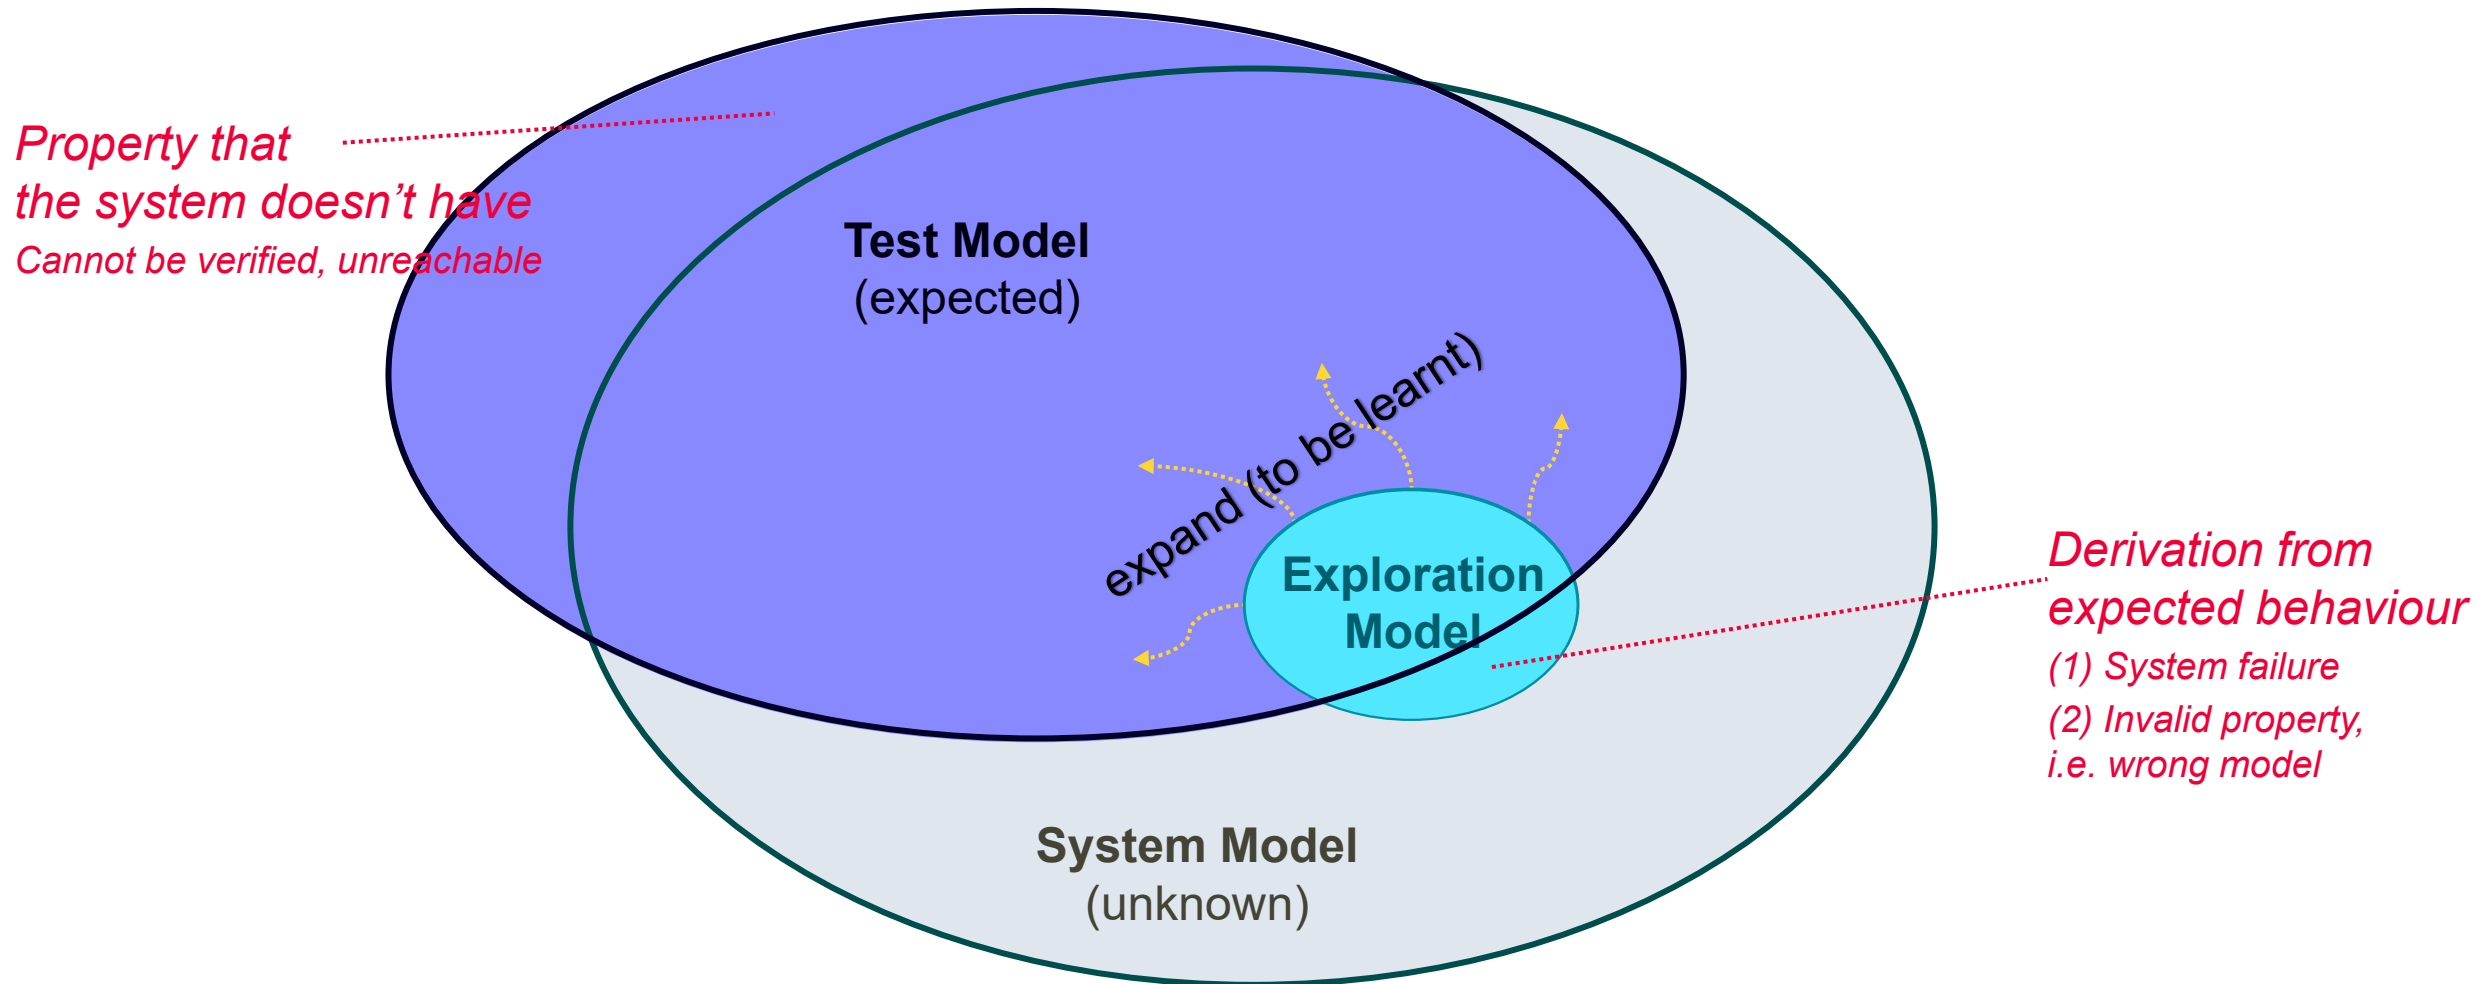 Property that
the system doesn’t have
Cannot be verified, unreachable
Test Model
(expected)
expand (to be learnt)
Exploration
Model
Derivation from
expected behaviour
(1) System failure
(2) Invalid property,
i.e. wrong model
System Model
(unknown)